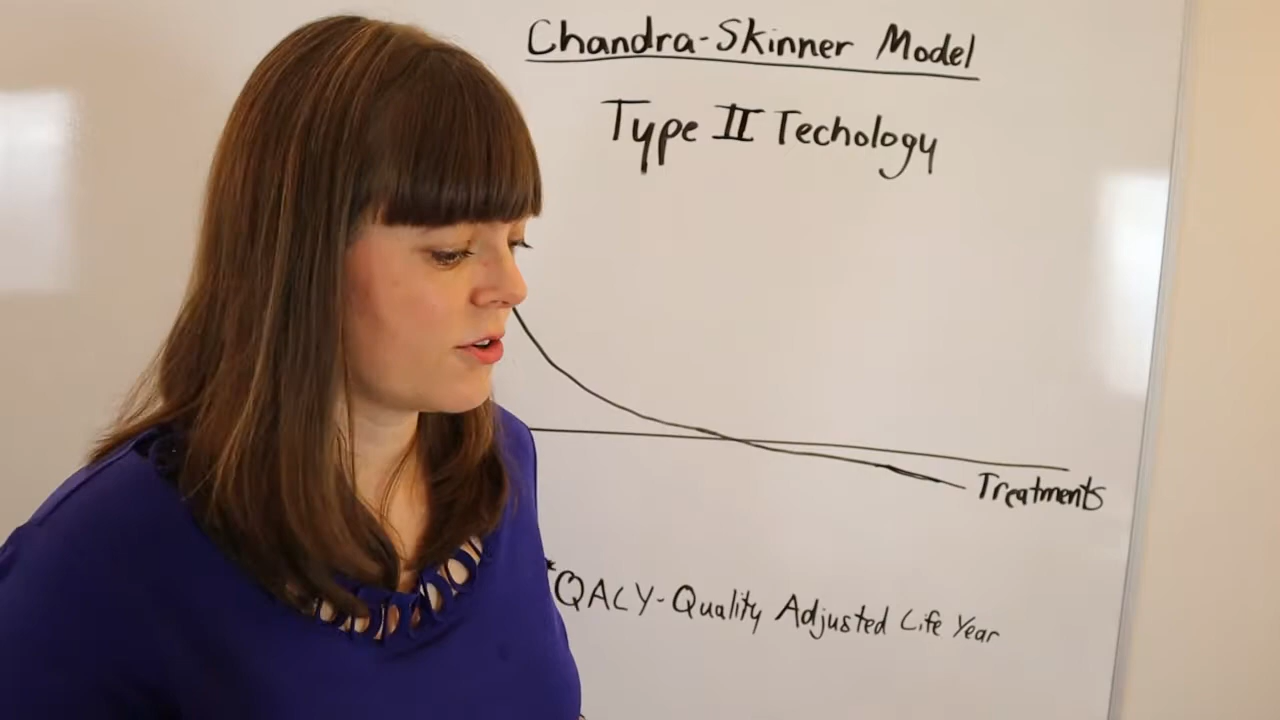 Chandra-Skinner Model
Type II Techology
Treatments
*QALY-Quality Adjusted Life Year